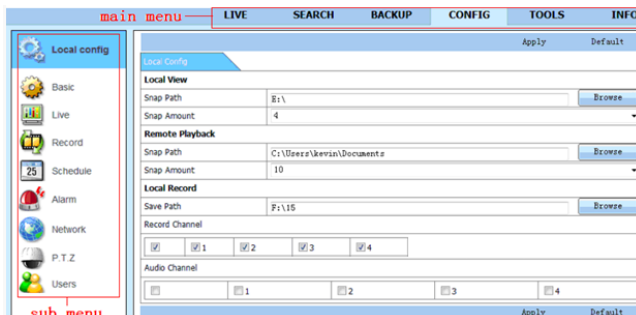 main menu LIVE SEARCH BACKUP CONFIG TOOLS INFO
Apply Default
Local config
Basic
Live
Record
25 Schedule
Alarm
Network
P.T.Z
Users
sub menu
Local Config
Local View
Snap Path E:\ Browse
Snap Amount 4
Remote Playback
Snap Path C:\Users\kevin\Documents
Snap Amount 10
Local Record
Save Path F:\15 Browse
Record Channel
1 2 3 4
Audio Channel
1 2 3 4
Apply Default